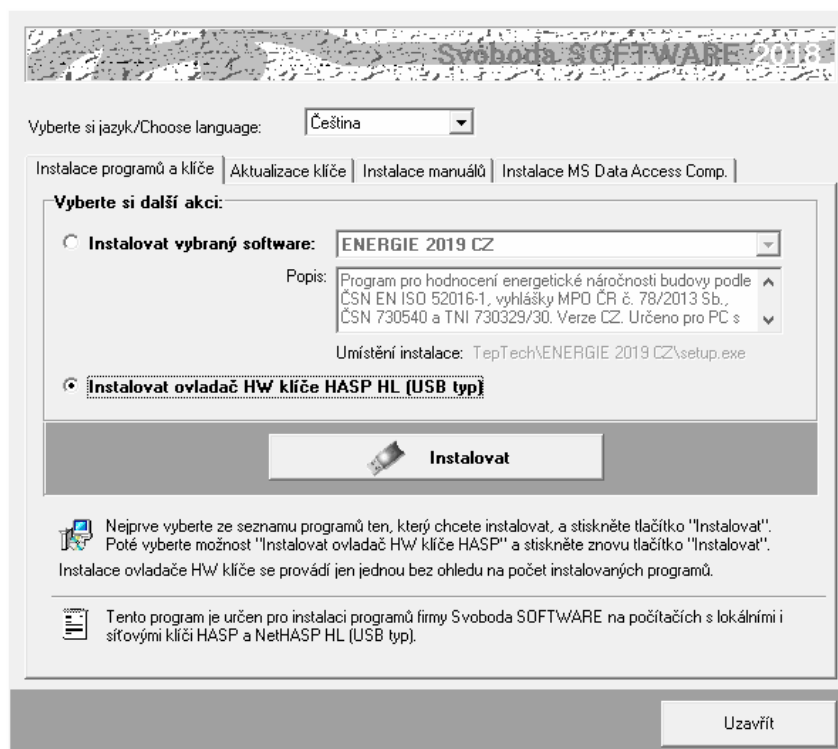 Svoboda SOFTWARE 2018
Vyberte si jazyk/Choose language: Čeština
Instalace programů a klíče Aktualizace klíče Instalace manuálů Instalace MS Data Access Comp.
Vyberte si další akci:
Instalovat vybraný software: ENERGIE 2019 CZ
Popis: Program pro hodnocení energetické náročnosti budovy podle
ČSN EN ISO 52016-1, vyhlášky MPO ČR č. 78/2013 Sb.,
ČSN 730540 a TNI 730329/30. Verze CZ. Určeno pro PC s
Umístění instalace: TepTech\ENERGIE 2019 CZ\setup.exe
Instalovat ovladač HW klíče HASP HL (USB typ)
Instalovat
Nejprve vyberte ze seznamu programů ten, který chcete instalovat, a stiskněte tlačítko "Instalovat".
Poté vyberte možnost "Instalovat ovladač HW klíče HASP" a stiskněte znovu tlačítko "Instalovat".
Instalace ovladače HW klíče se provádí jen jednou bez ohledu na počet instalovaných programů.
Tento program je určen pro instalaci programů firmy Svoboda SOFTWARE na počítačích s lokálními i
síťovými klíči HASP a NetHASP HL (USB typ).
Uzavřít